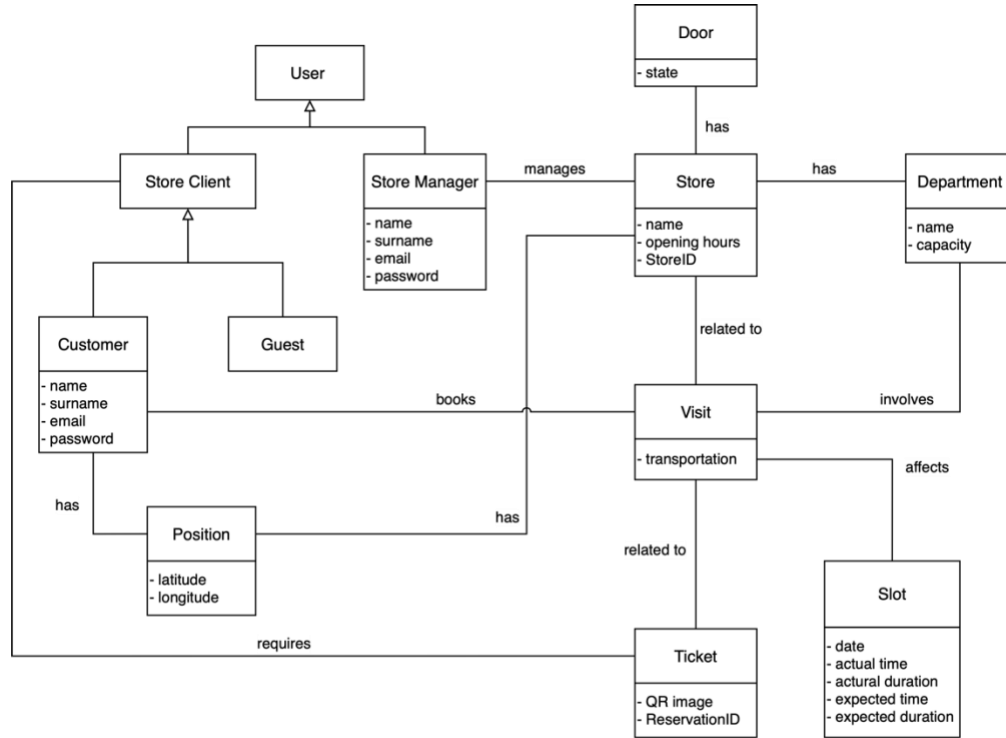 Door
- state
User
has
Store Client
Store Manager
- name
- surname
- email
- password
manages
Store
- name
- opening hours
- StoreID
has
Department
- name
- capacity
Customer
- name
- surname
- email
- password
Guest
related to
books
Visit
- transportation
involves
affects
has
Position
- latitude
- longitude
has
related to
Slot
- date
- actual time
- actural duration
- expected time
- expected duration
requires
Ticket
- QR image
- ReservationID